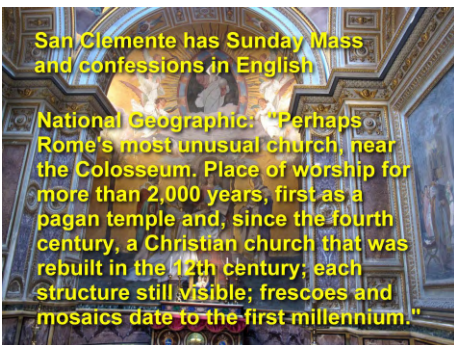 San Clemente has Sunday Mass
and confessions in English
National Geographic:  "Perhaps
Rome's most unusual church, near
the Colosseum. Place of worship for
more than 2,000 years, first as a
pagan temple and, since the fourth
century, a Christian church that was
rebuilt in the 12th century; each
structure still visible; frescoes and
mosaics date to the first millennium."